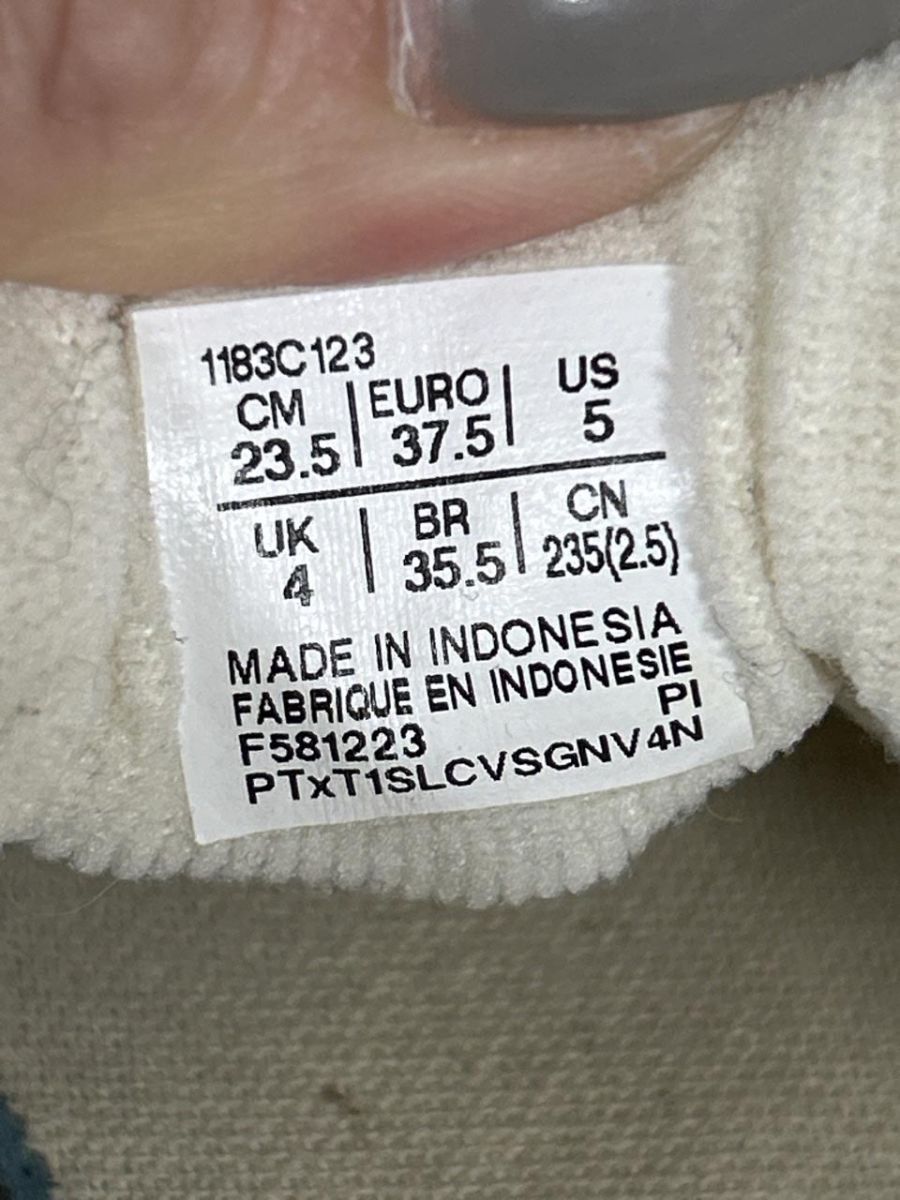 1183C123
CM | EURO | US
23.5 | 37.5 | 5
UK | BR | CN
4 | 35.5 | 235(2.5)
MADE IN INDONESIA
FABRIQUE EN INDONESIE
PI
F581223
PTxT1SLCVSGNV4N